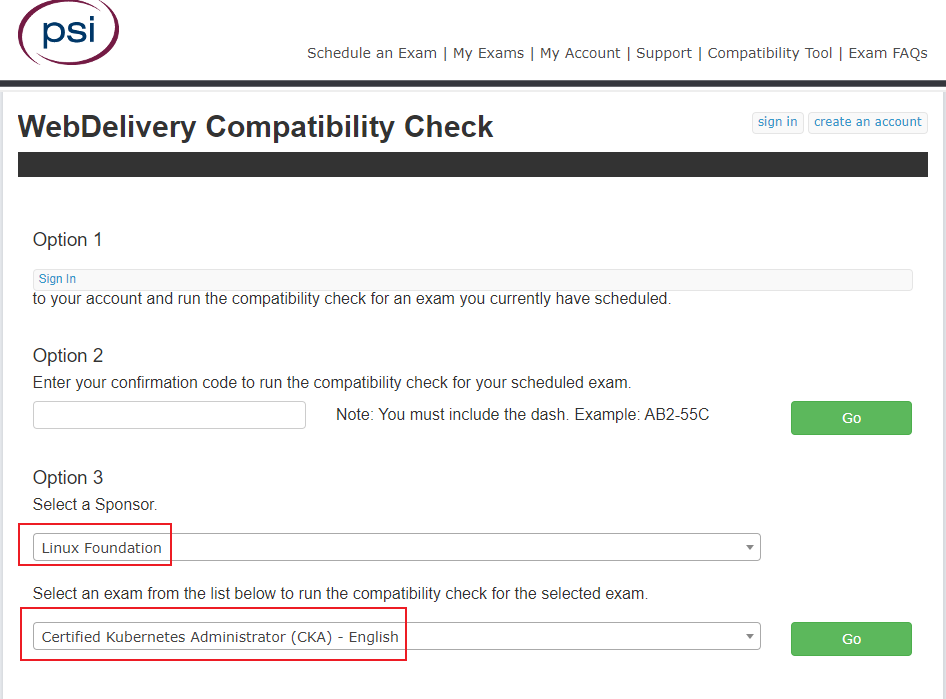 psi
Schedule an Exam | My Exams | My Account | Support | Compatibility Tool | Exam FAQs
WebDelivery Compatibility Check
sign in create an account
Option 1
Sign In
to your account and run the compatibility check for an exam you currently have scheduled.
Option 2
Enter your confirmation code to run the compatibility check for your scheduled exam.
Note: You must include the dash. Example: AB2-55C
Go
Option 3
Select a Sponsor.
Linux Foundation
Select an exam from the list below to run the compatibility check for the selected exam.
Certified Kubernetes Administrator (CKA) - English
Go